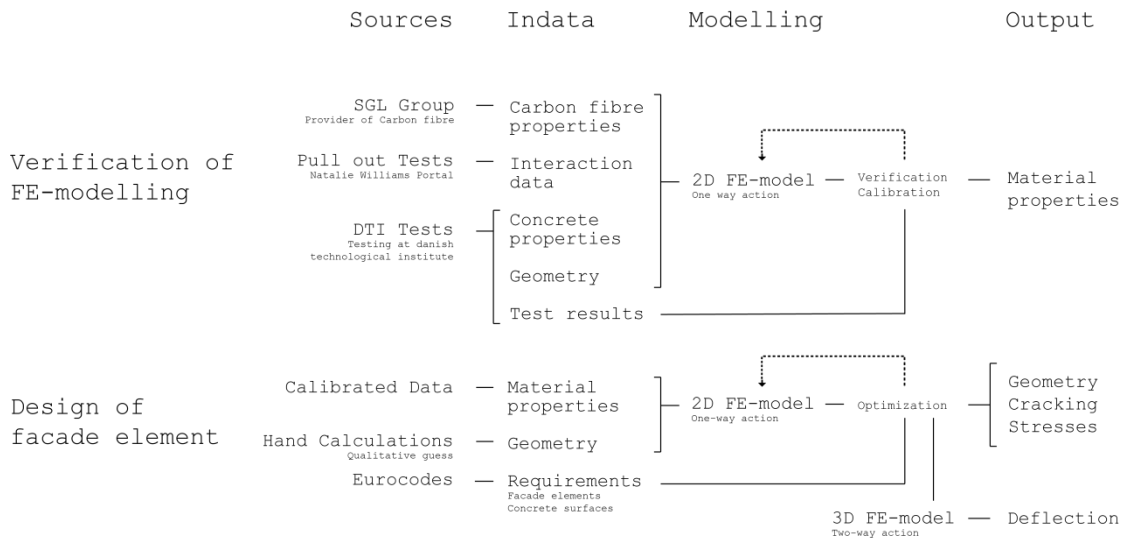 Sources Indata Modelling Output
Verification of
FE-modelling
SGL Group
Provider of Carbon fibre
Carbon fibre
properties
Pull out Tests
Natalie Williams Portal
Interaction
data
DTI Tests
Testing at danish
technological institute
Concrete
properties
Geometry
Test results
2D FE-model
One way action
Verification
Calibration
Material
properties
Design of
facade element
Calibrated Data
Material
properties
Hand Calculations
Qualitative guess
Geometry
Eurocodes
Requirements
Facade elements
Concrete surfaces
2D FE-model
One-way action
Optimization
Geometry
Cracking
Stresses
3D FE-model
Two-way action
Deflection